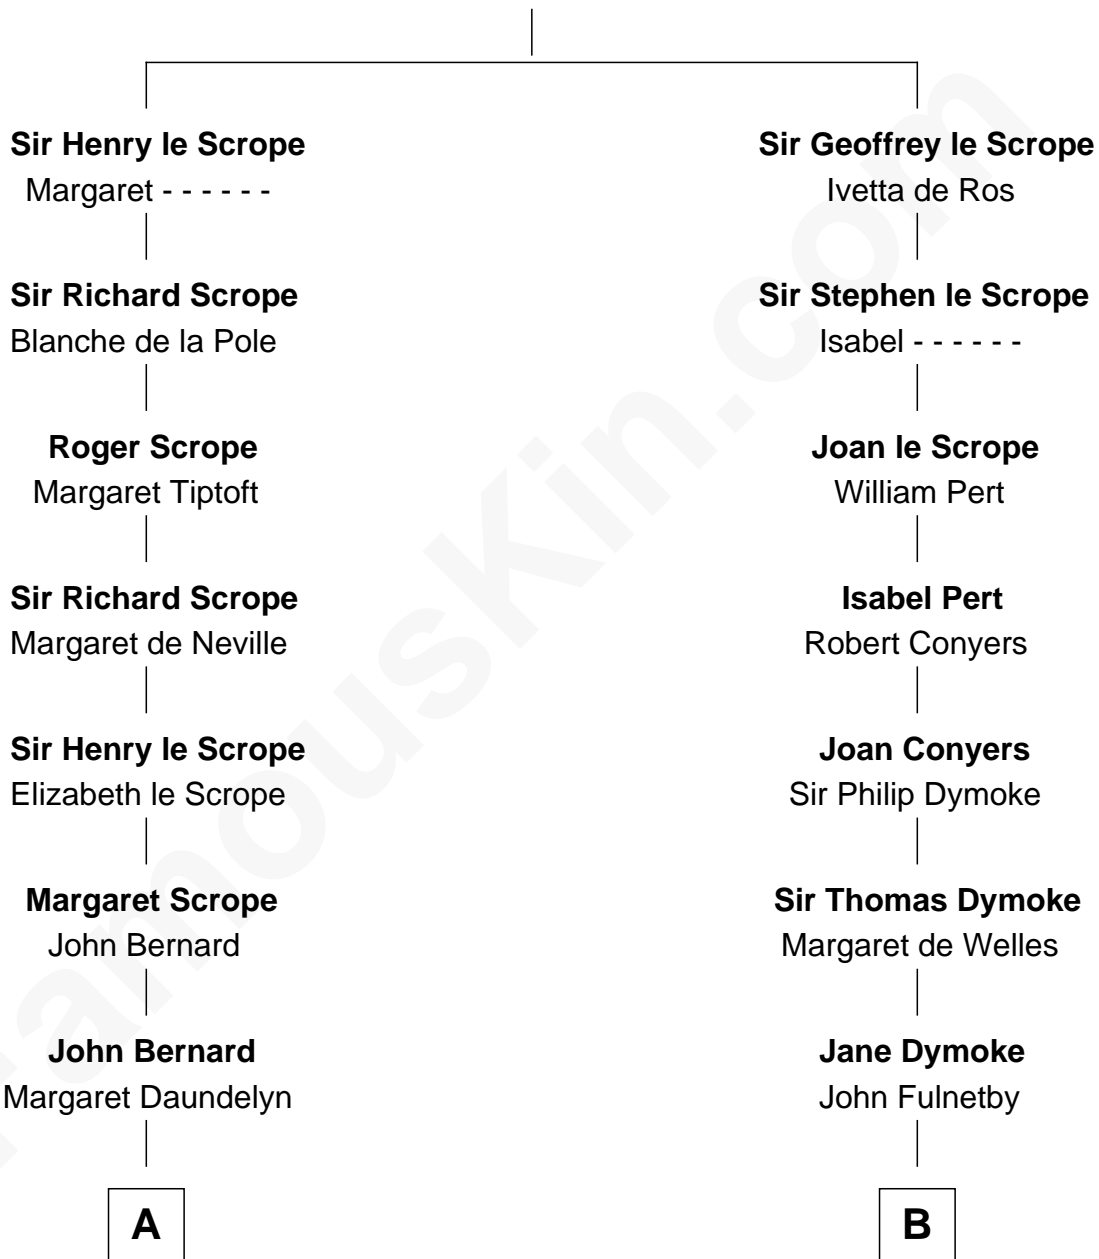 Sir Henry le Scrope
Margaret - - - - - -
Sir Richard Scrope
Blanche de la Pole
Roger Scrope
Margaret Tiptoft
Sir Richard Scrope
Margaret de Neville
Sir Henry le Scrope
Elizabeth le Scrope
Margaret Scrope
John Bernard
John Bernard
Margaret Daundelyn
A
Sir Geoffrey le Scrope
Ivetta de Ros
Sir Stephen le Scrope
Isabel - - - - - -
Joan le Scrope
William Pert
Isabel Pert
Robert Conyers
Joan Conyers
Sir Philip Dymoke
Sir Thomas Dymoke
Margaret de Welles
Jane Dymoke
John Fulnetby
B
FamousKin.com